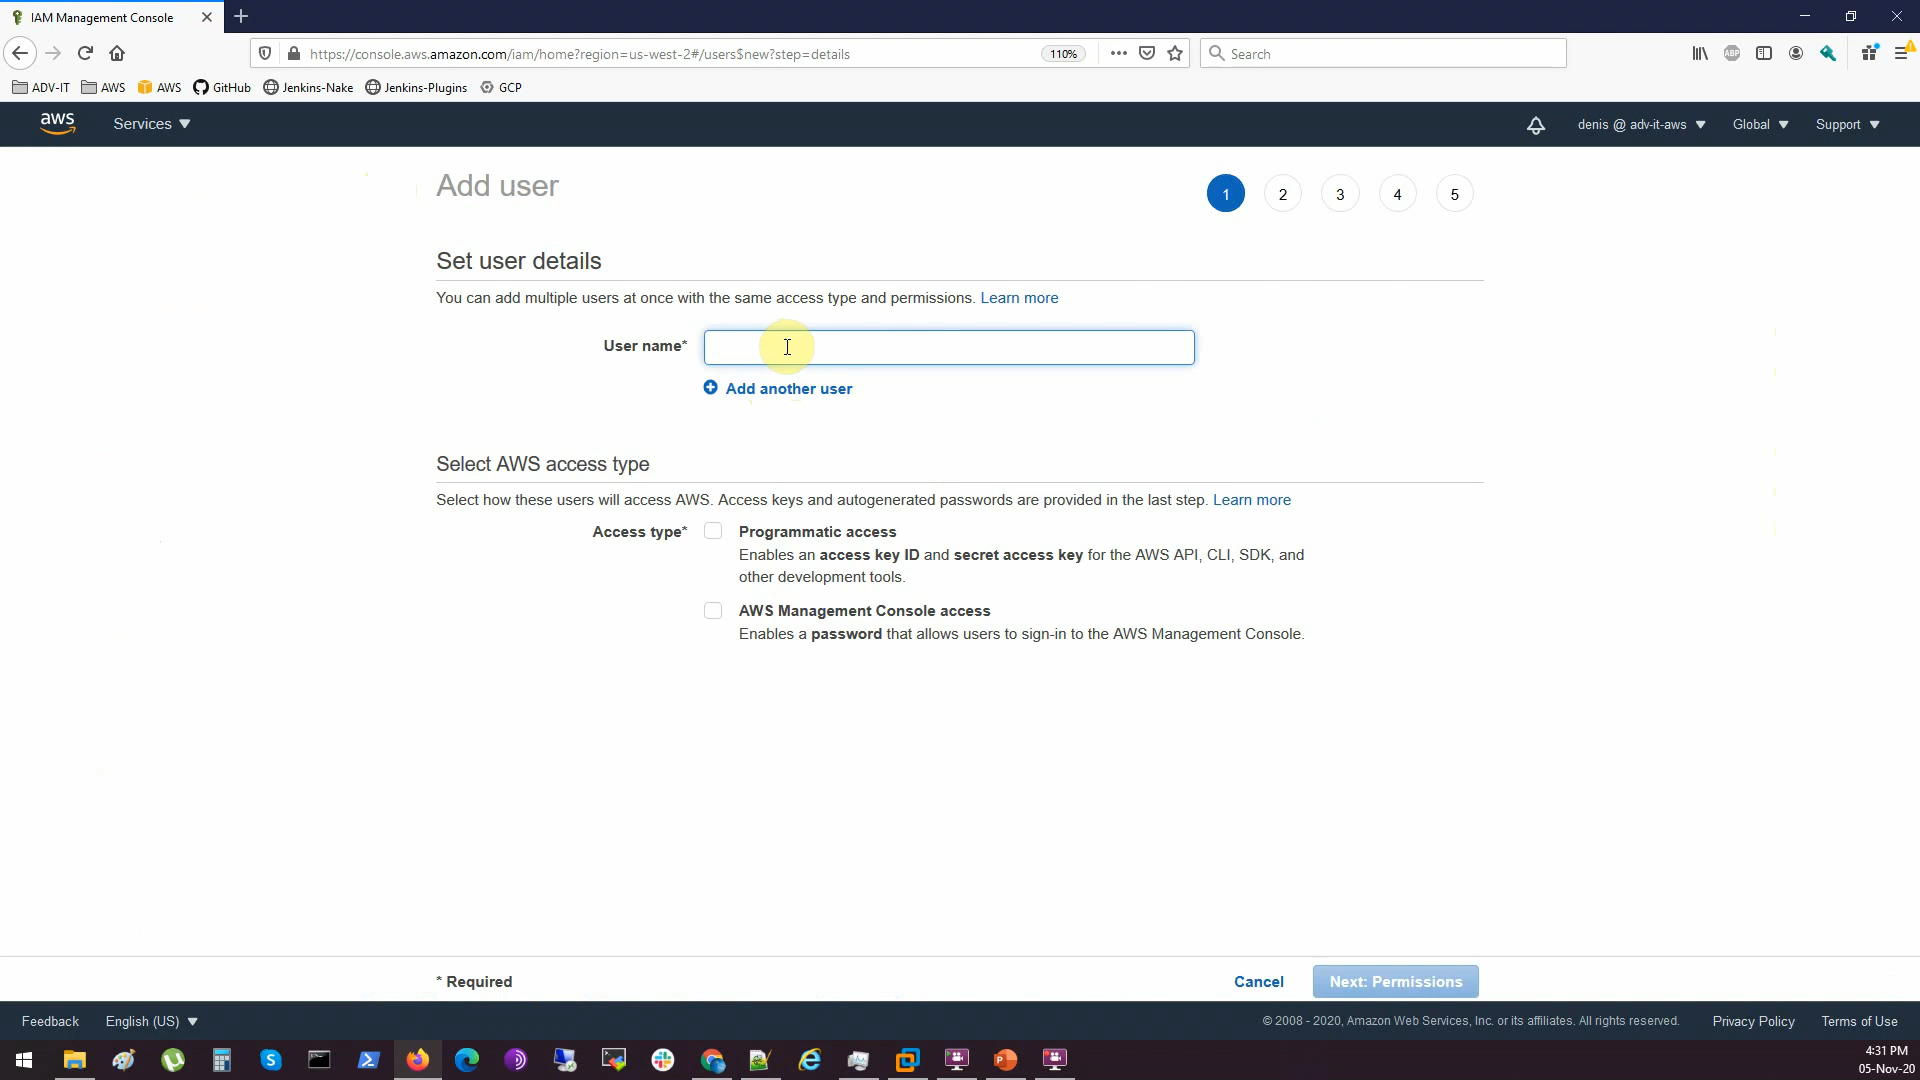 IAM Management Console
https://console.aws.amazon.com/iam/home?region=us-west-2#/users$new?step=details
110%
Search
ADV-IT
AWS
AWS
GitHub
Jenkins-Nake
Jenkins-Plugins
GCP
aws
Services
denis @ adv-it-aws
Global
Support
Add user
1
2
3
4
5
Set user details
You can add multiple users at once with the same access type and permissions. Learn more
User name*
Add another user
Select AWS access type
Select how these users will access AWS. Access keys and autogenerated passwords are provided in the last step. Learn more
Access type*
Programmatic access
Enables an access key ID and secret access key for the AWS API, CLI, SDK, and
other development tools.
AWS Management Console access
Enables a password that allows users to sign-in to the AWS Management Console.
* Required
Cancel
Next: Permissions
Feedback
English (US)
© 2008 - 2020, Amazon Web Services, Inc. or its affiliates. All rights reserved.
Privacy Policy
Terms of Use
4:31 PM
05-Nov-20